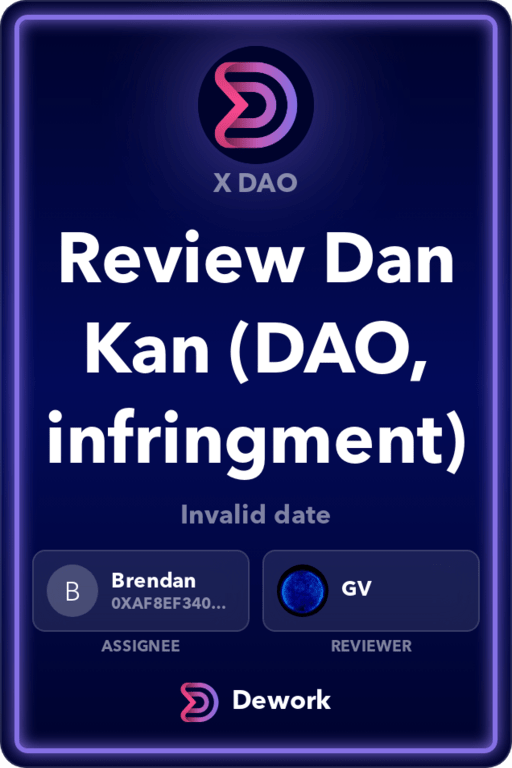 X DAO
Review Dan
Kan (DAO,
infringment)
Invalid date
B
Brendan
0XAF8EF340...
GV
ASSIGNEE
REVIEWER
Dework